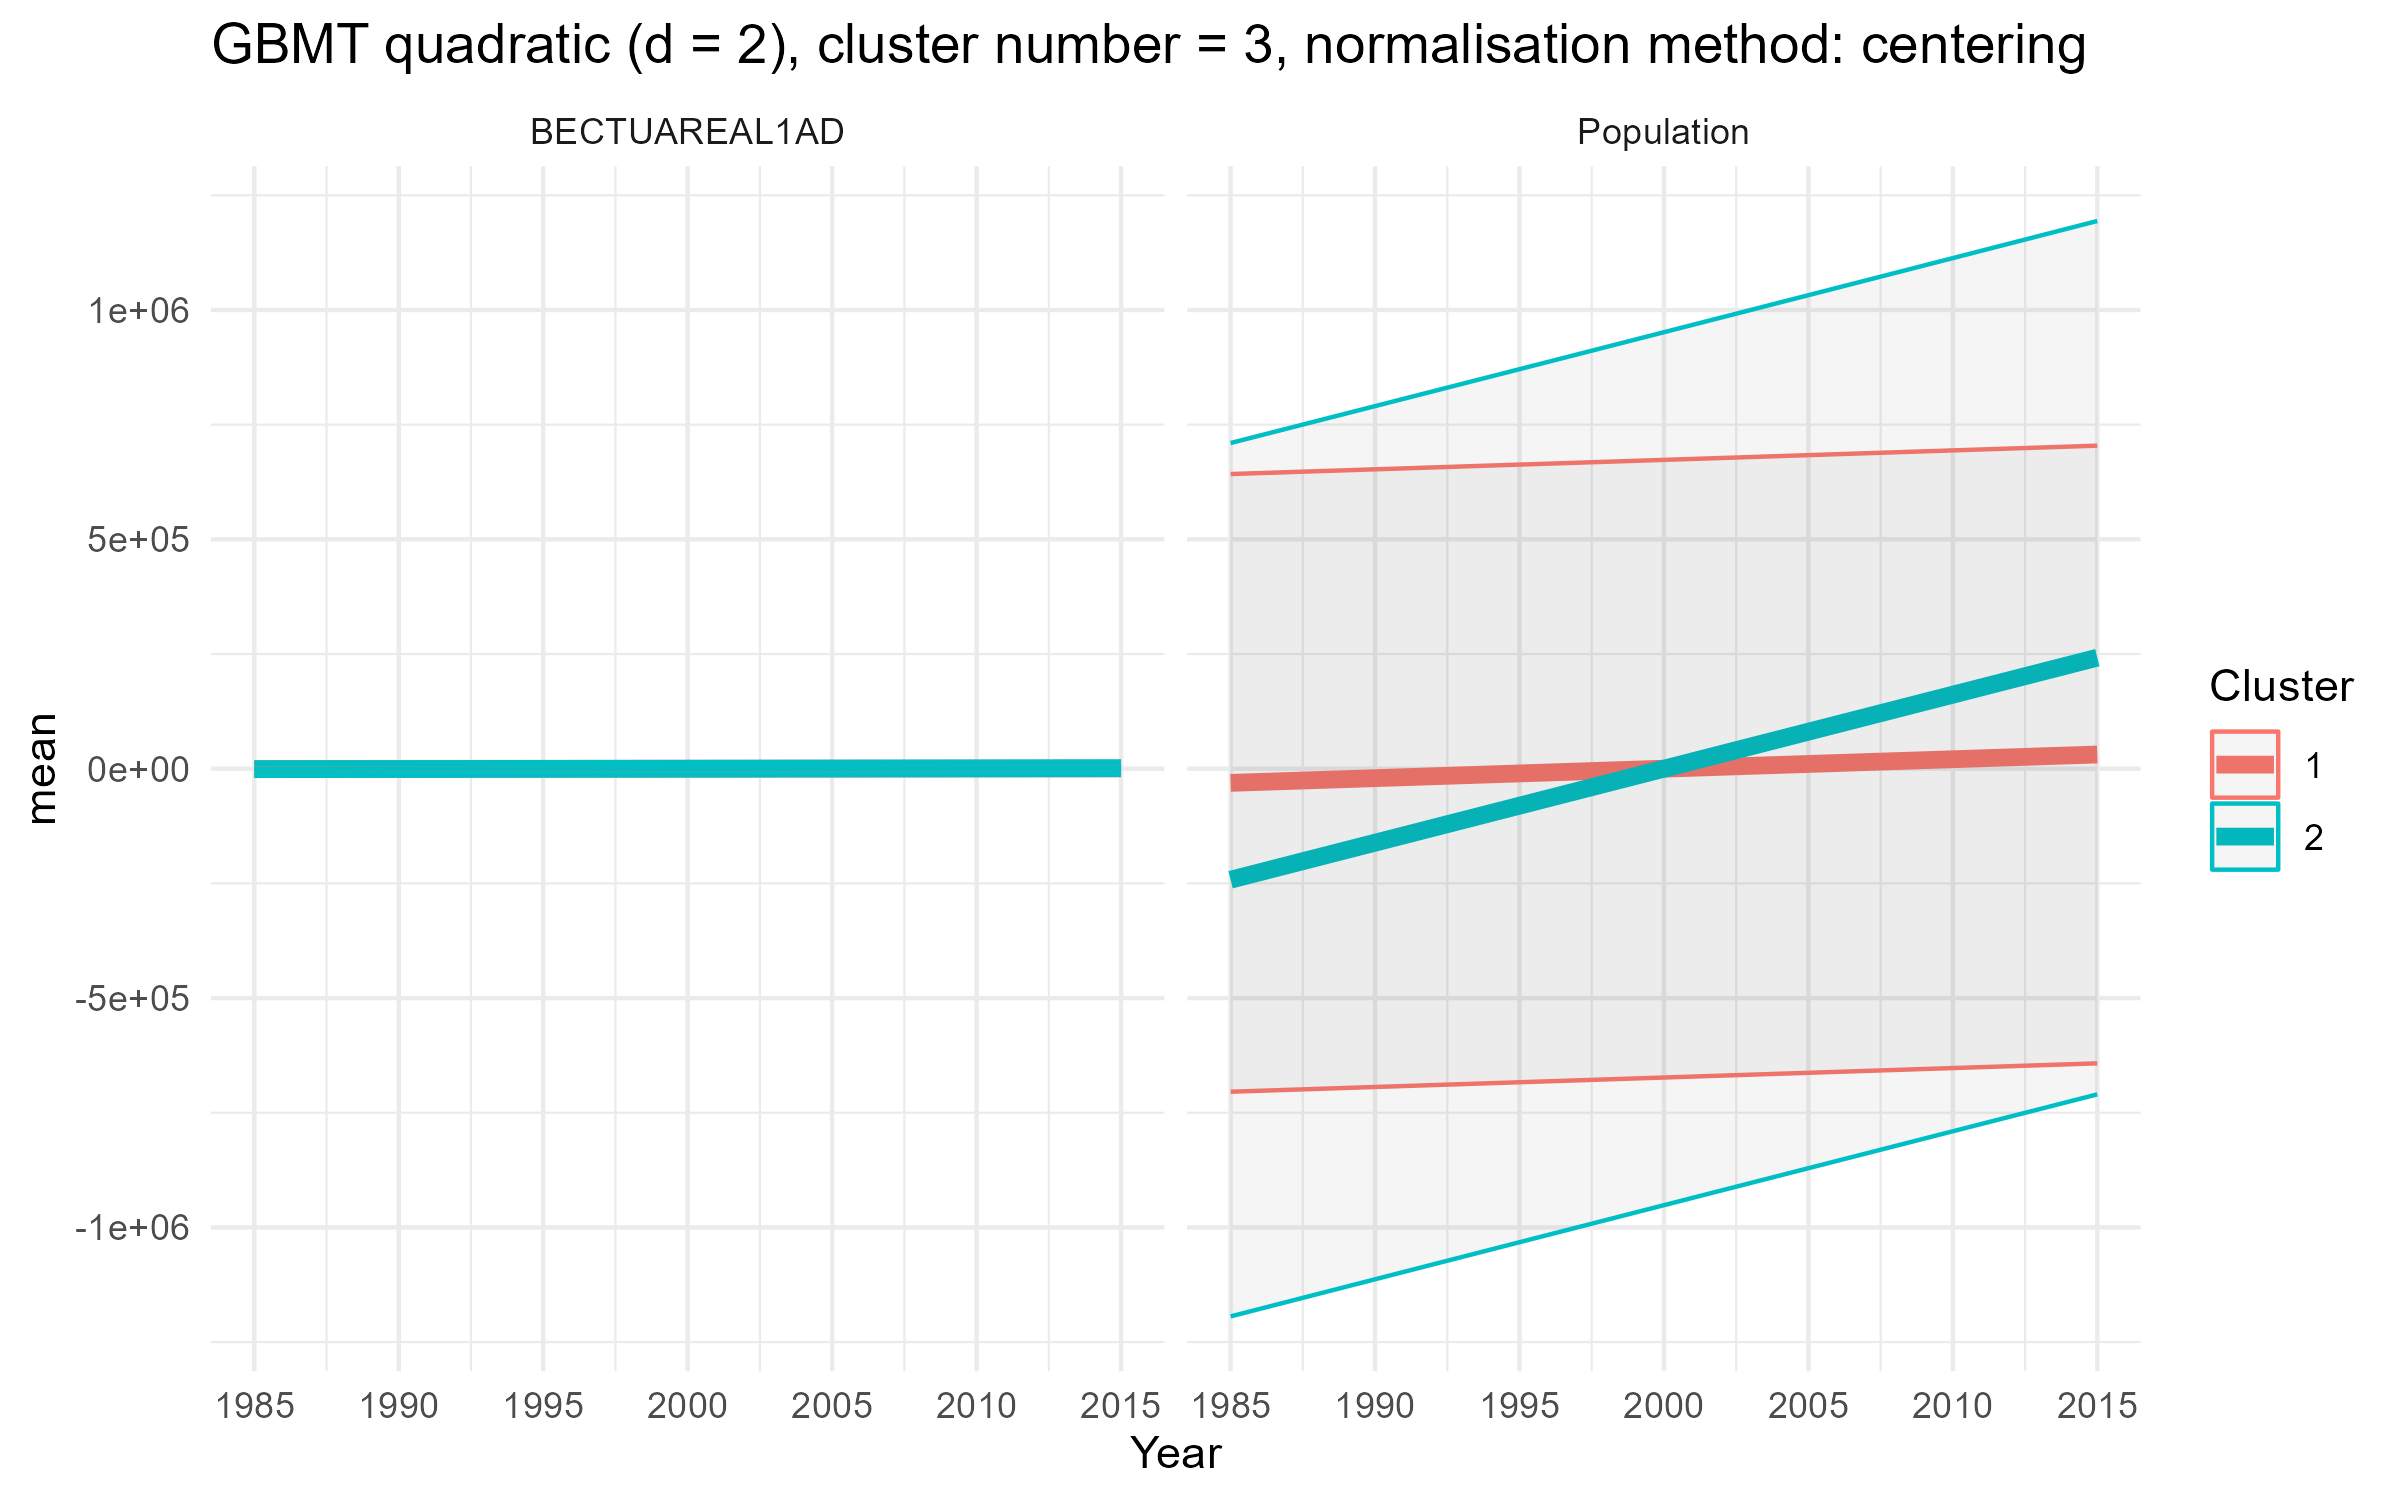 GBMT quadratic (d = 2), cluster number = 3, normalisation method: centering
BECTUAREAL1AD
Population
1e+06
5e+05
0e+00
-5e+05
-1e+06
mean
1985 1990 1995 2000 2005 2010 2015
1985 1990 1995 2000 2005 2010 2015
Year
Cluster
1
2